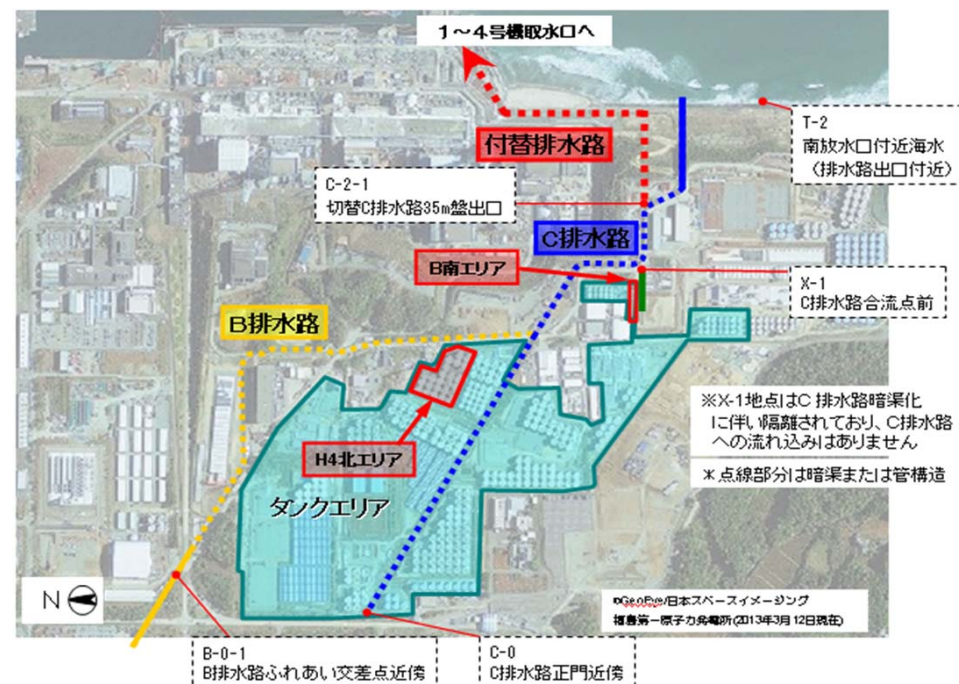 1~4号機取水口へ
T-2
南放水口付近海水
(排水路出口付近)
付替排水路
C-2-1
切替C排水路35m盤出口
C排水路
B南エリア
X-1
C排水路合流点前
B排水路
※X-1地点はC排水路暗渠化
に伴い隔離されており、C排水路
への流れ込みはありません
*点線部分は暗渠または管構造
H4北エリア
タンクエリア
N
©GeoEye/日本スペースイメージング
福島第一原子力発電所(2013年3月12日現在)
B-0-1
B排水路ふれあい交差点近傍
C-0
C排水路正門近傍